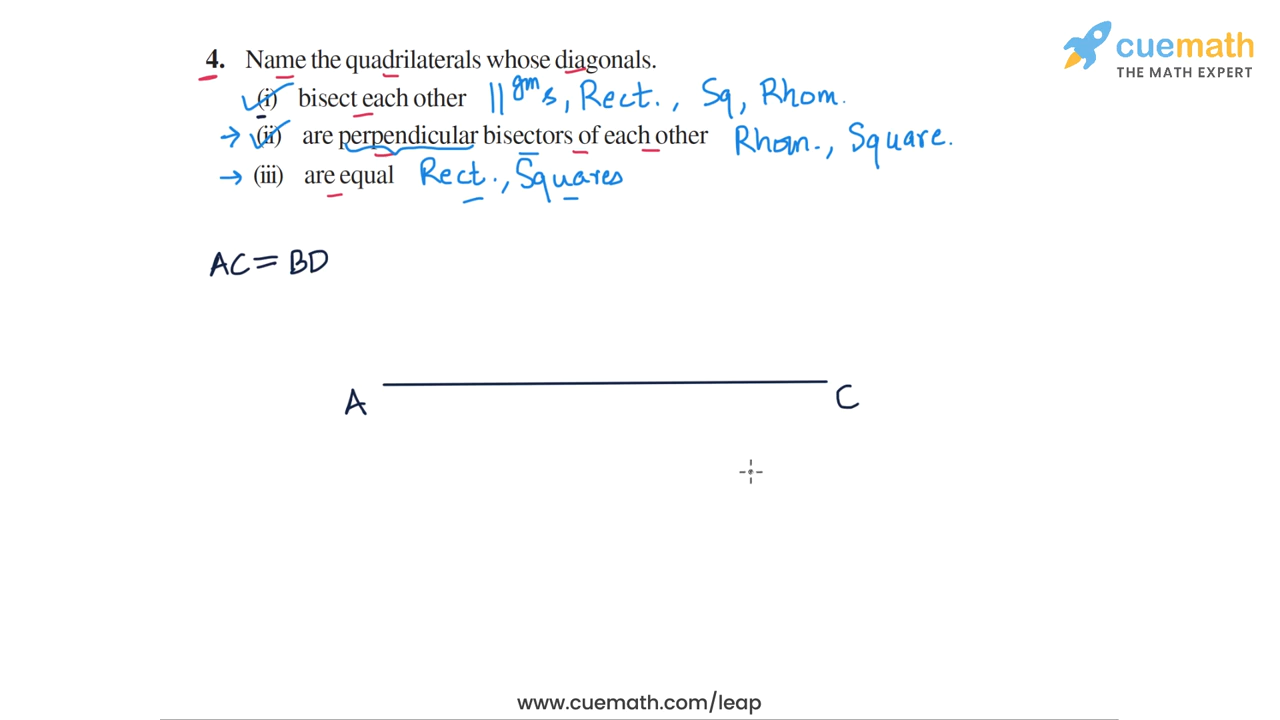 cuemath
THE MATH EXPERT
4. Name the quadrilaterals whose diagonals.
(i) bisect each other ||gms, Rect., Sq, Rhom.
→ (ii) are perpendicular bisectors of each other Rhom., Square.
→ (iii) are equal Rect., Squares
AC = BD
A C
www.cuemath.com/leap